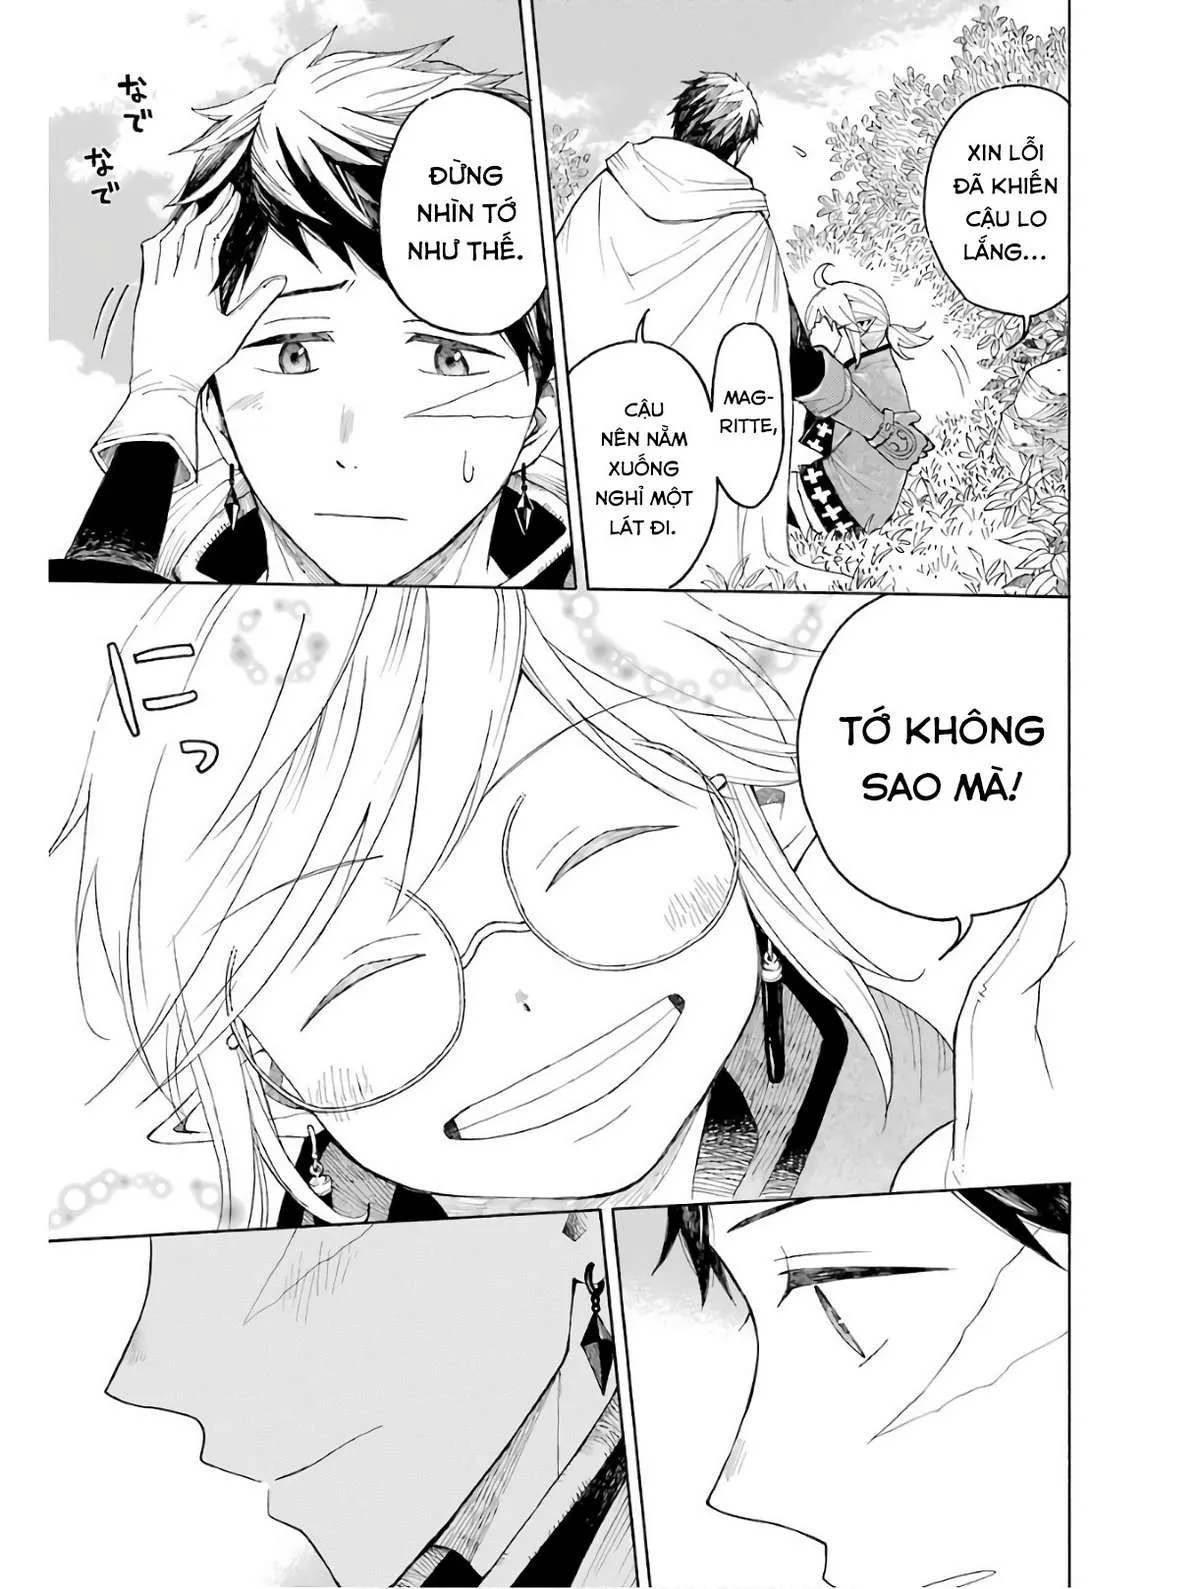 XIN LỖI
ĐÃ KHIẾN
CẬU LO
LẮNG...
MAG-
RITTE,
CẬU
NÊN NẰM
XUỐNG
NGHỈ MỘT
LÁT ĐI.
ĐỪNG
NHÌN TỚ
NHƯ THẾ.
なで
なで
TỚ KHÔNG
SAO MÀ!
にこっ